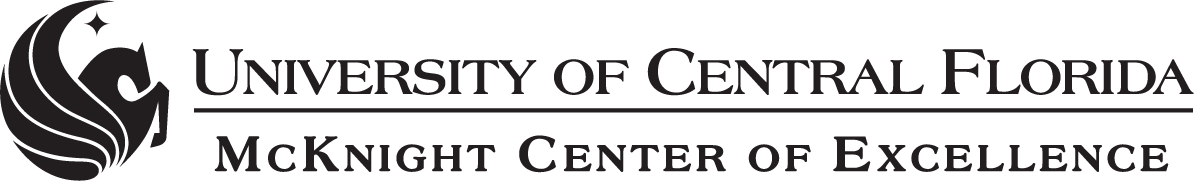 University of Central Florida
McKnight Center of Excellence